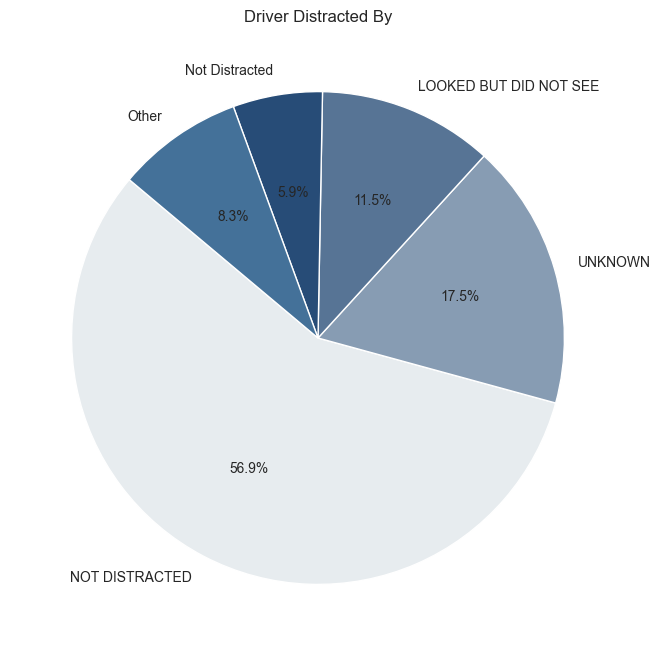 Driver Distracted By
Not Distracted
LOOKED BUT DID NOT SEE
Other
5.9%
11.5%
8.3%
UNKNOWN
17.5%
56.9%
NOT DISTRACTED